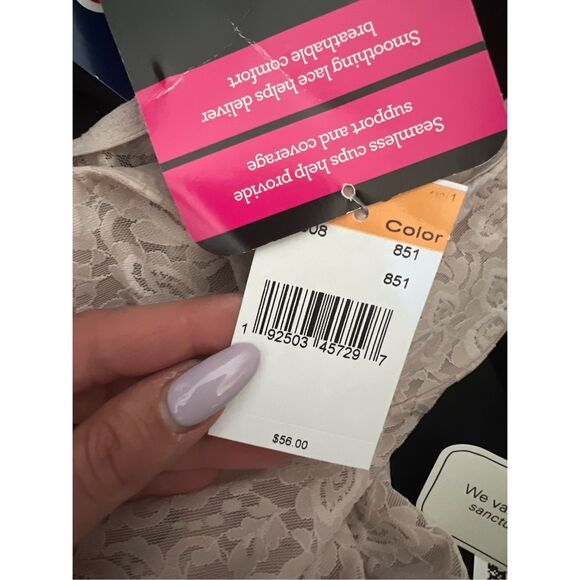 Smoothing lace helps deliver
breathable comfort
Seamless cups help provide
support and coverage
Color
08
851
851
1 92503 45729 7
$56.00
We va
sanctu